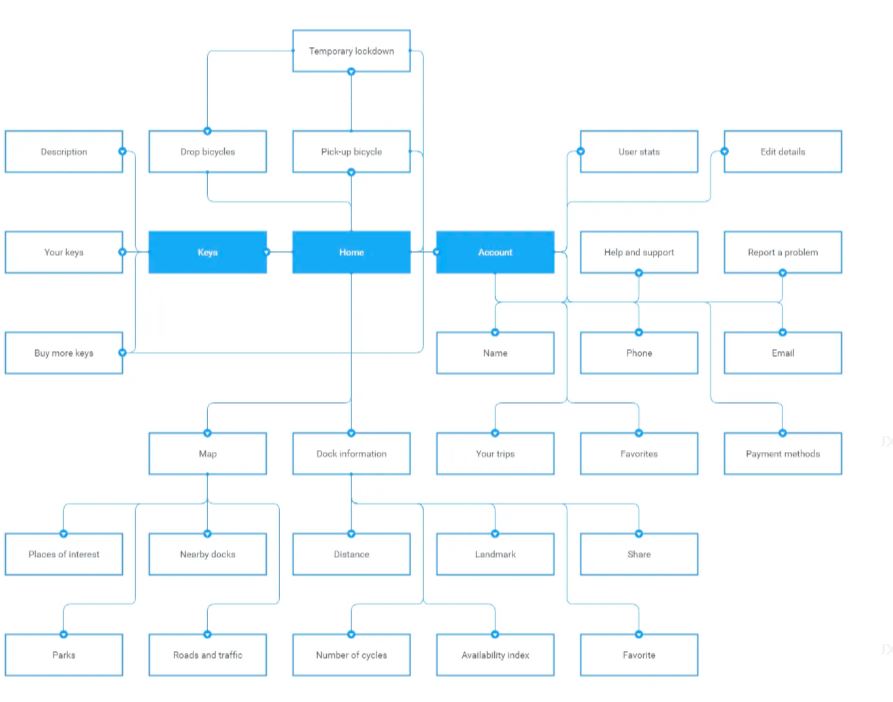 Temporary lockdown
Description
Drop bicycles
Pick-up bicycle
User stats
Edit details
Your keys
Keys
Home
Account
Help and support
Report a problem
Buy more keys
Name
Phone
Email
Map
Dock information
Your trips
Favorites
Payment methods
Places of interest
Nearby docks
Distance
Landmark
Share
Parks
Roads and traffic
Number of cycles
Availability index
Favorite